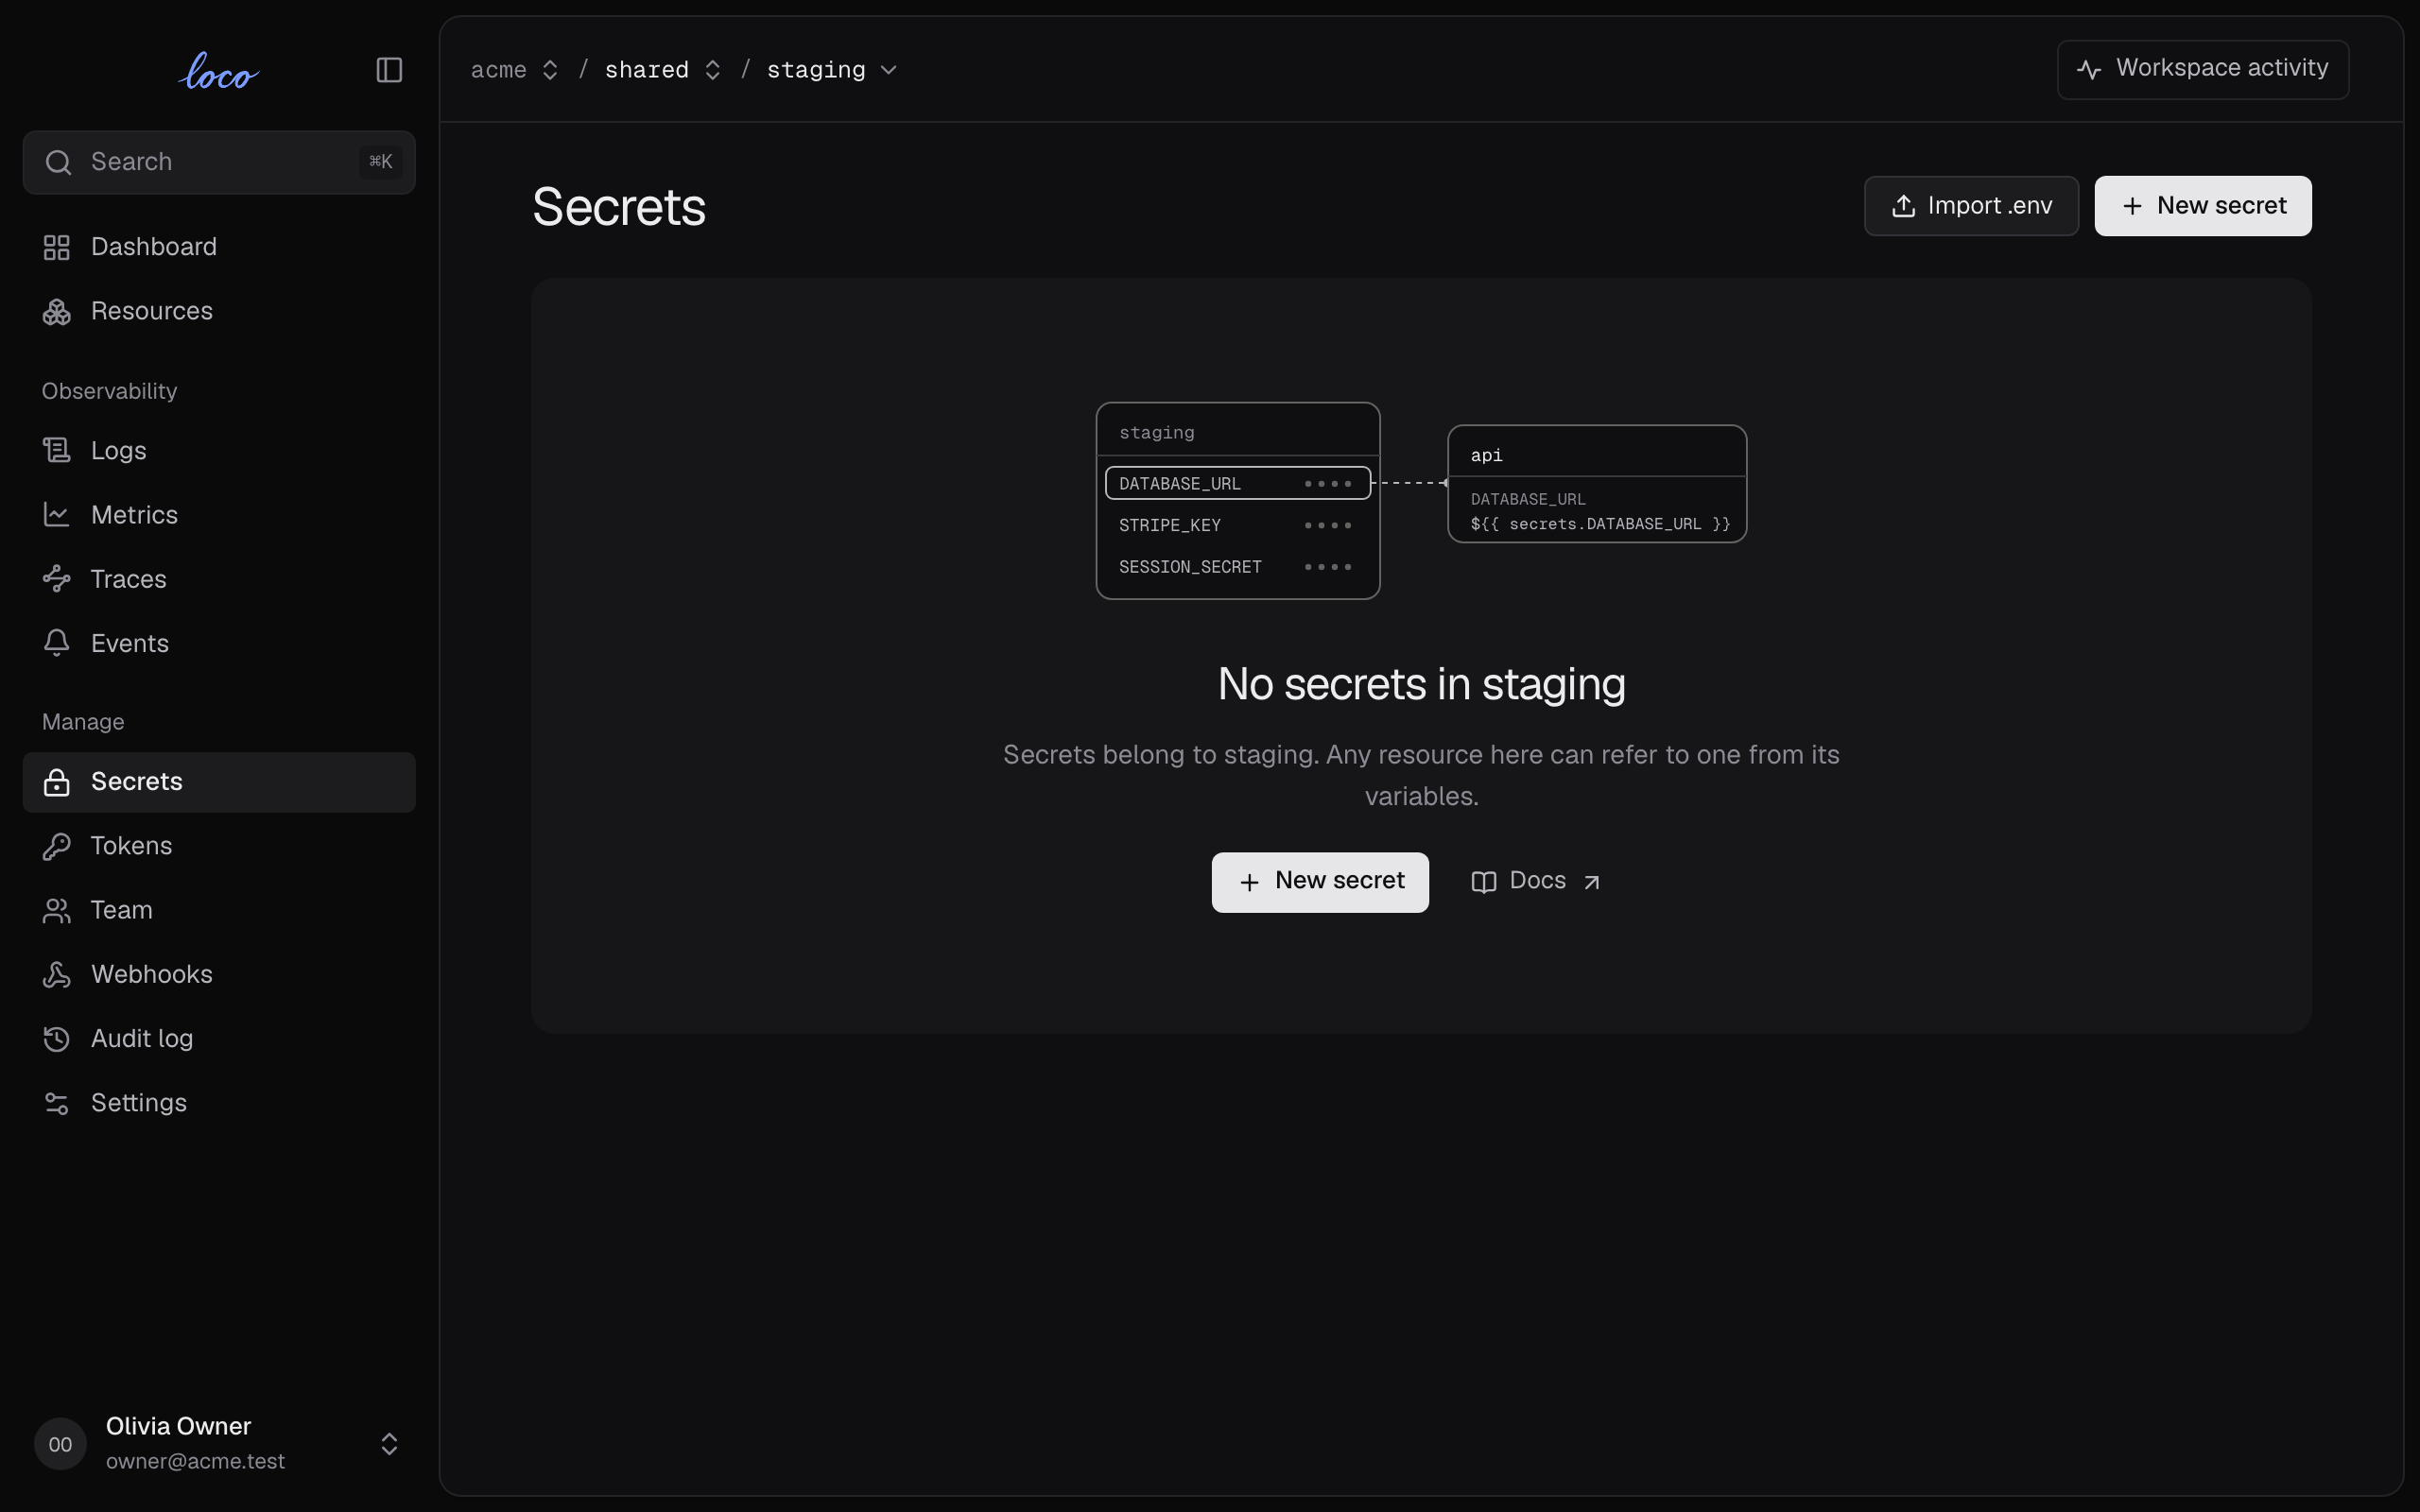 loco
Search ⌘K
Dashboard
Resources
Observability
Logs
Metrics
Traces
Events
Manage
Secrets
Tokens
Team
Webhooks
Audit log
Settings
OO
Olivia Owner
owner@acme.test
acme / shared / staging
Workspace activity
Secrets
Import .env
+ New secret
staging
DATABASE_URL ••••
STRIPE_KEY ••••
SESSION_SECRET ••••
api
DATABASE_URL
${{ secrets.DATABASE_URL }}
No secrets in staging
Secrets belong to staging. Any resource here can refer to one from its
variables.
+ New secret
Docs